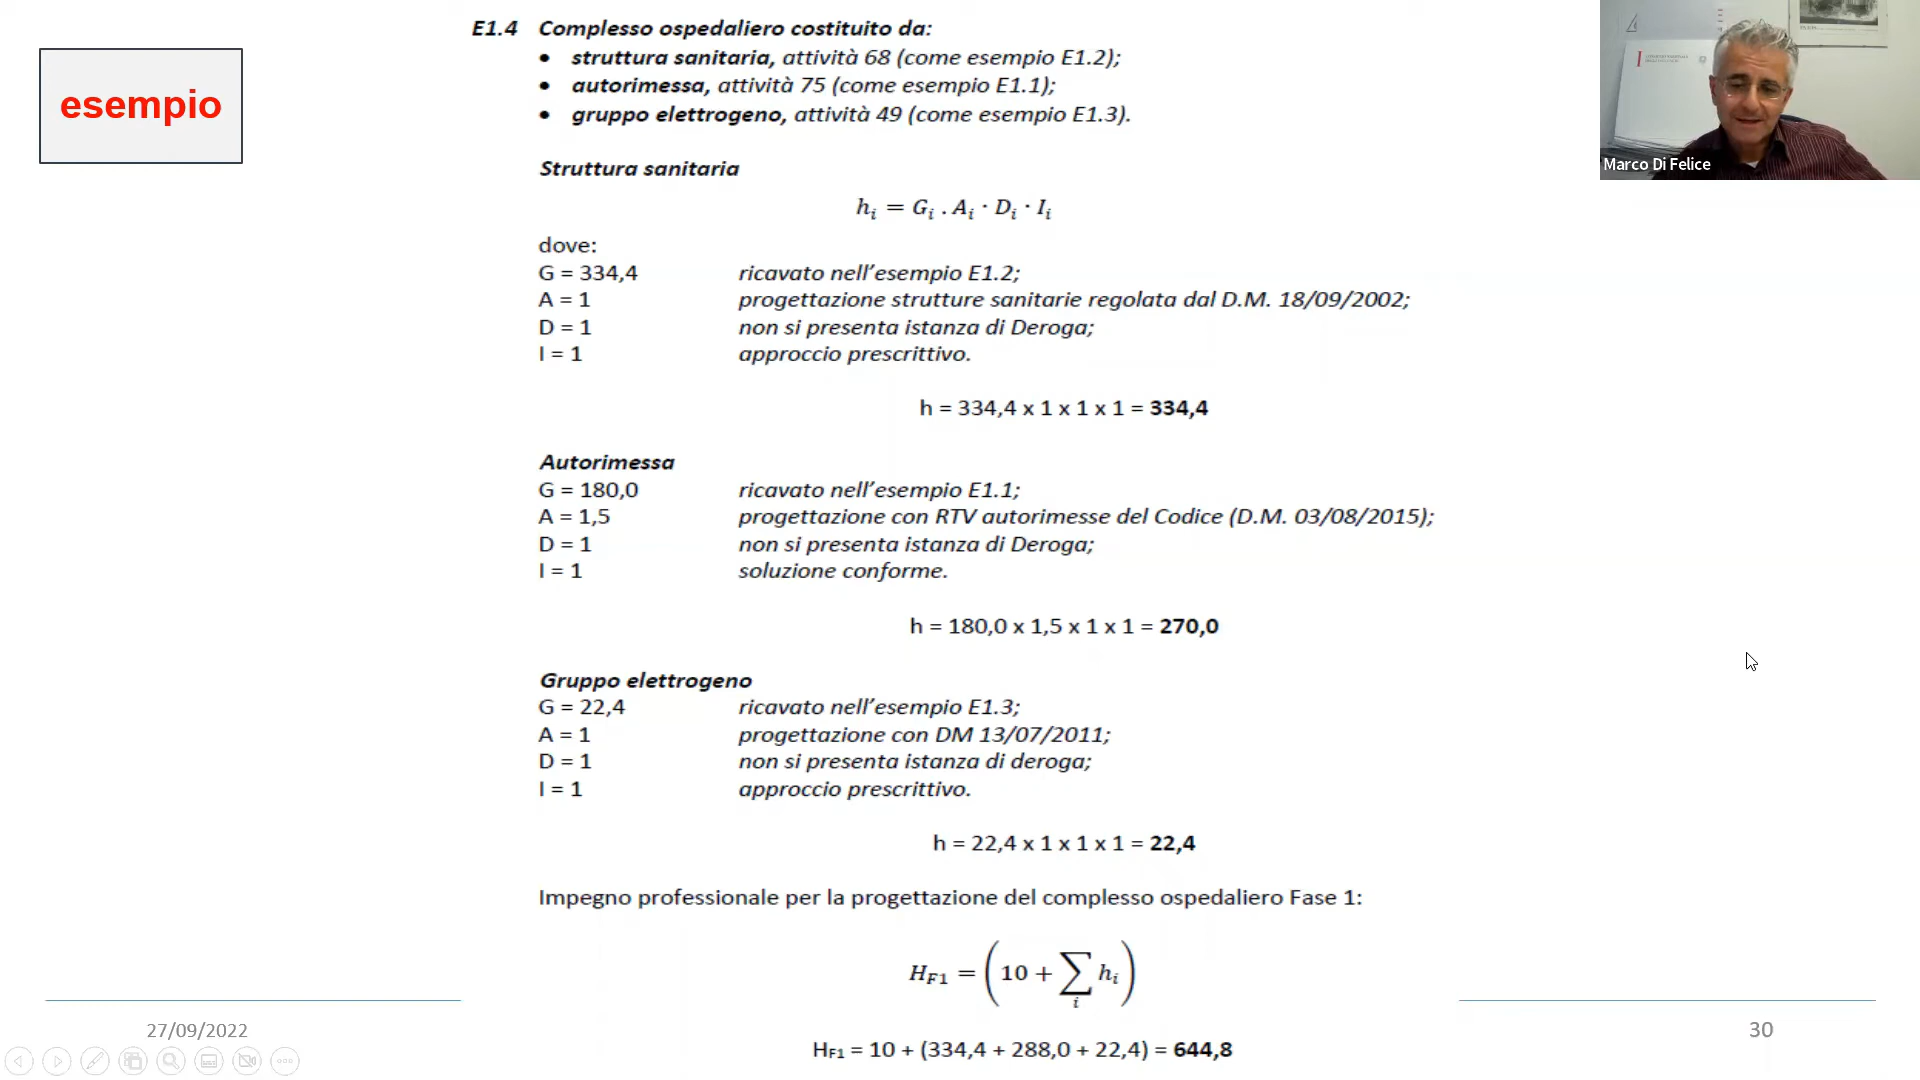 esempio
E1.4 Complesso ospedaliero costituito da:
• struttura sanitaria, attività 68 (come esempio E1.2);
• autorimessa, attività 75 (come esempio E1.1);
• gruppo elettrogeno, attività 49 (come esempio E1.3).
Struttura sanitaria
hᵢ = Gᵢ . Aᵢ · Dᵢ · Iᵢ
dove:
G = 334,4 ricavato nell’esempio E1.2;
A = 1 progettazione strutture sanitarie regolata dal D.M. 18/09/2002;
D = 1 non si presenta istanza di Deroga;
I = 1 approccio prescrittivo.
h = 334,4 x 1 x 1 x 1 = 334,4
Autorimessa
G = 180,0 ricavato nell’esempio E1.1;
A = 1,5 progettazione con RTV autorimesse del Codice (D.M. 03/08/2015);
D = 1 non si presenta istanza di Deroga;
I = 1 soluzione conforme.
h = 180,0 x 1,5 x 1 x 1 = 270,0
Gruppo elettrogeno
G = 22,4 ricavato nell’esempio E1.3;
A = 1 progettazione con DM 13/07/2011;
D = 1 non si presenta istanza di deroga;
I = 1 approccio prescrittivo.
h = 22,4 x 1 x 1 x 1 = 22,4
Impegno professionale per la progettazione del complesso ospedaliero Fase 1:
H_F1 = (10 + ∑ᵢ hᵢ)
H_F1 = 10 + (334,4 + 288,0 + 22,4) = 644,8
27/09/2022
30
Marco Di Felice